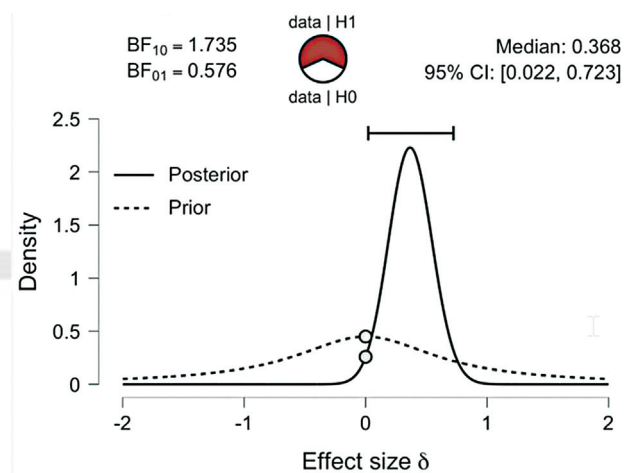 data | H1
BF₁₀ = 1.735
BF₀₁ = 0.576
data | H0
Median: 0.368
95% CI: [0.022, 0.723]
Posterior
Prior
Density
2.5
2
1.5
1
0.5
0
-2
-1
0
1
2
Effect size δ